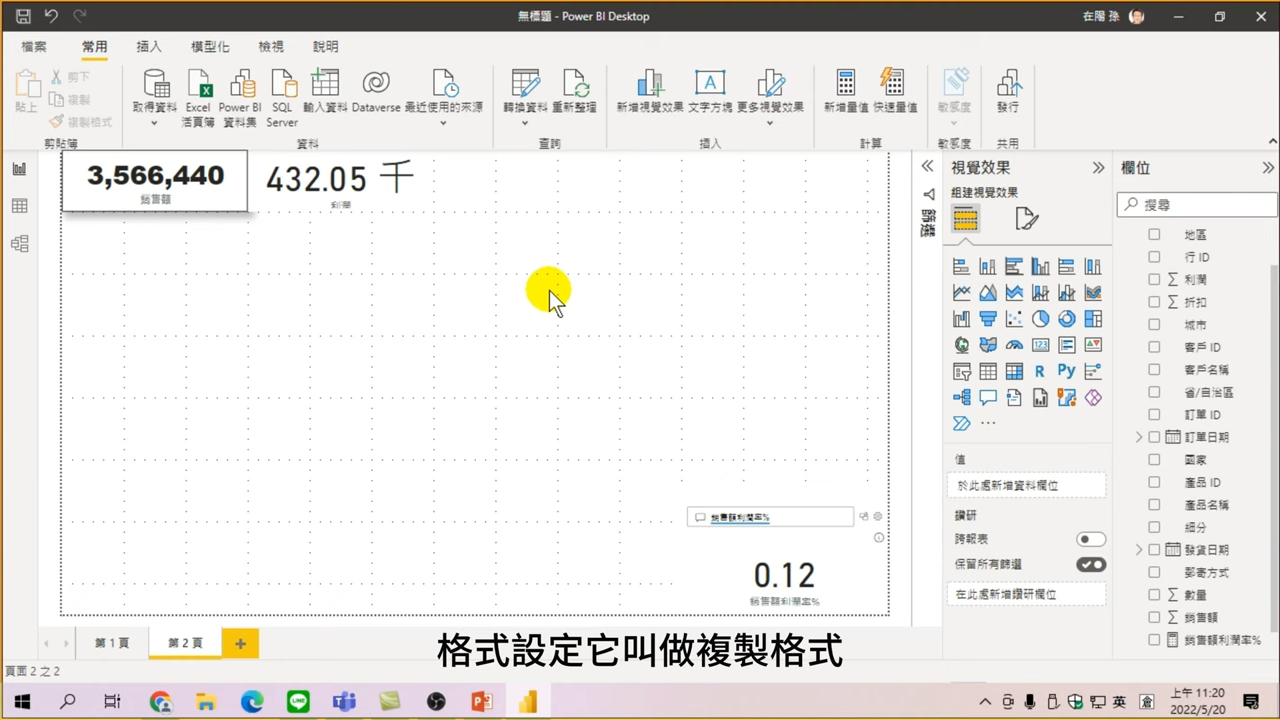 無標題 - Power BI Desktop
在陽 孫
檔案 常用 插入 模型化 檢視 說明
貼上
剪下
複製
複製格式
剪貼簿
取得資料
Excel 活頁簿
Power BI 資料集
SQL Server
輸入資料
Dataverse
最近使用的來源
資料
轉換資料
重新整理
查詢
新增視覺效果
文字方塊
更多視覺效果
插入
新增量值
快速量值
計算
敏感度
敏感度
發行
共用
3,566,440
銷售額
432.05 千
利潤
銷售額利潤率%
0.12
銷售額利潤率%
篩選
視覺效果
組建視覺效果
R
Py
123
值
於此處新增資料欄位
鑽研
跨報表
保留所有篩選
在此處新增鑽研欄位
欄位
搜尋
地區
行 ID
∑ 利潤
∑ 折扣
城市
客戶 ID
客戶名稱
省/自治區
訂單 ID
訂單日期
國家
產品 ID
產品名稱
細分
發貨日期
郵寄方式
∑ 數量
∑ 銷售額
銷售額利潤率%
第 1 頁
第 2 頁
+
格式設定它叫做複製格式
頁面 2 之 2
英
上午 11:20
2022/5/20